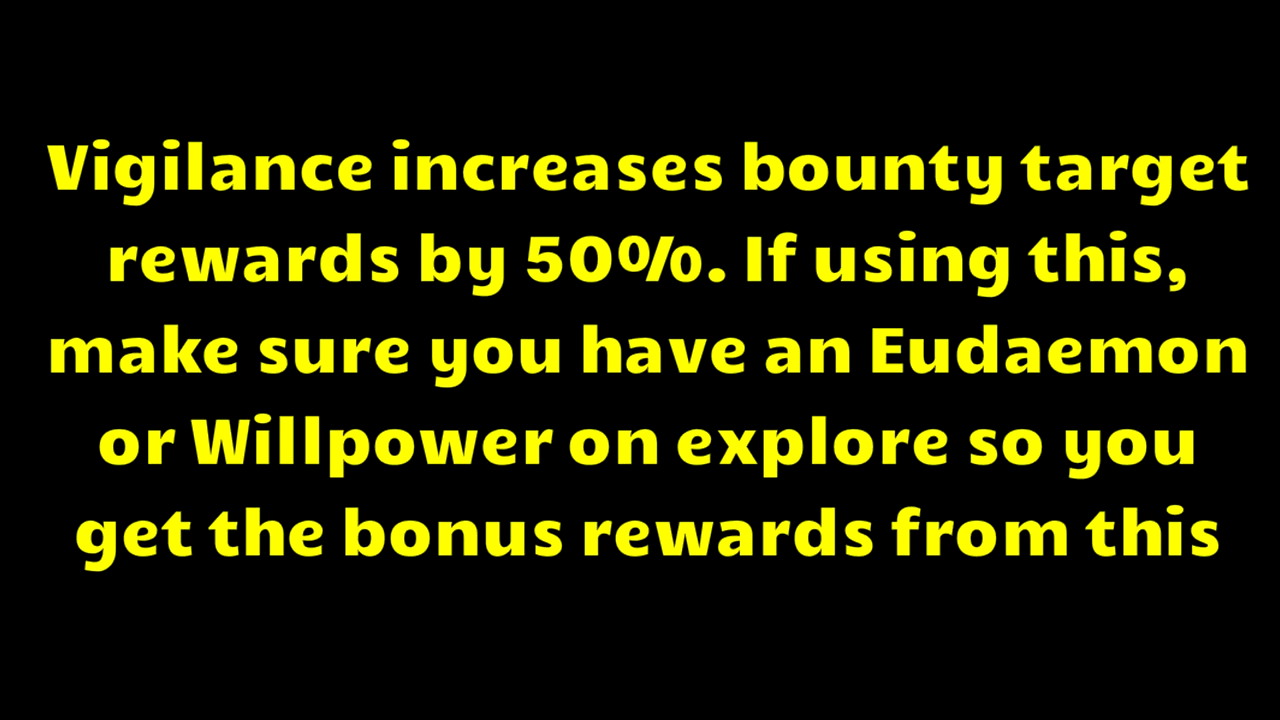 Vigilance increases bounty target
rewards by 50%. If using this,
make sure you have an Eudaemon
or Willpower on explore so you
get the bonus rewards from this